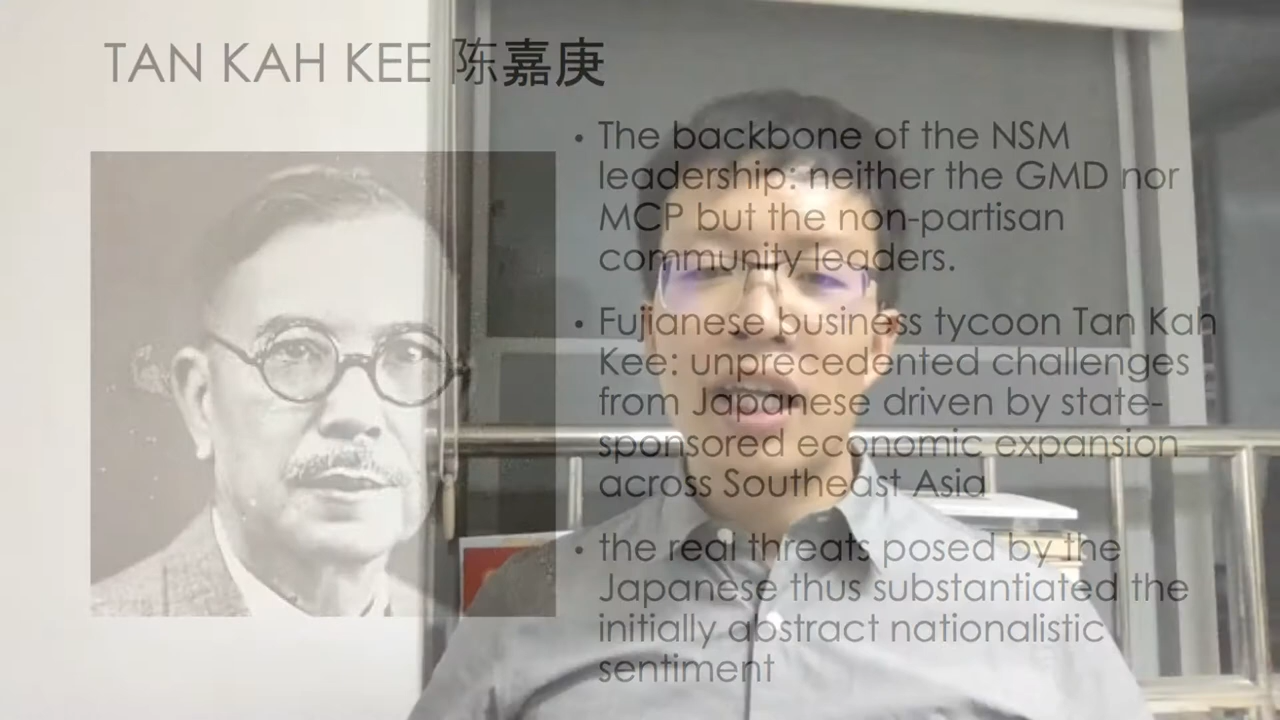 TAN KAH KEE 陈嘉庚
• The backbone of the NSM
leadership: neither the GMD nor
MCP but the non-partisan
community leaders.
• Fujianese business tycoon Tan Kah
Kee: unprecedented challenges
from Japanese driven by state-
sponsored economic expansion
across Southeast Asia
• the real threats posed by the
Japanese thus substantiated the
initially abstract nationalistic
sentiment